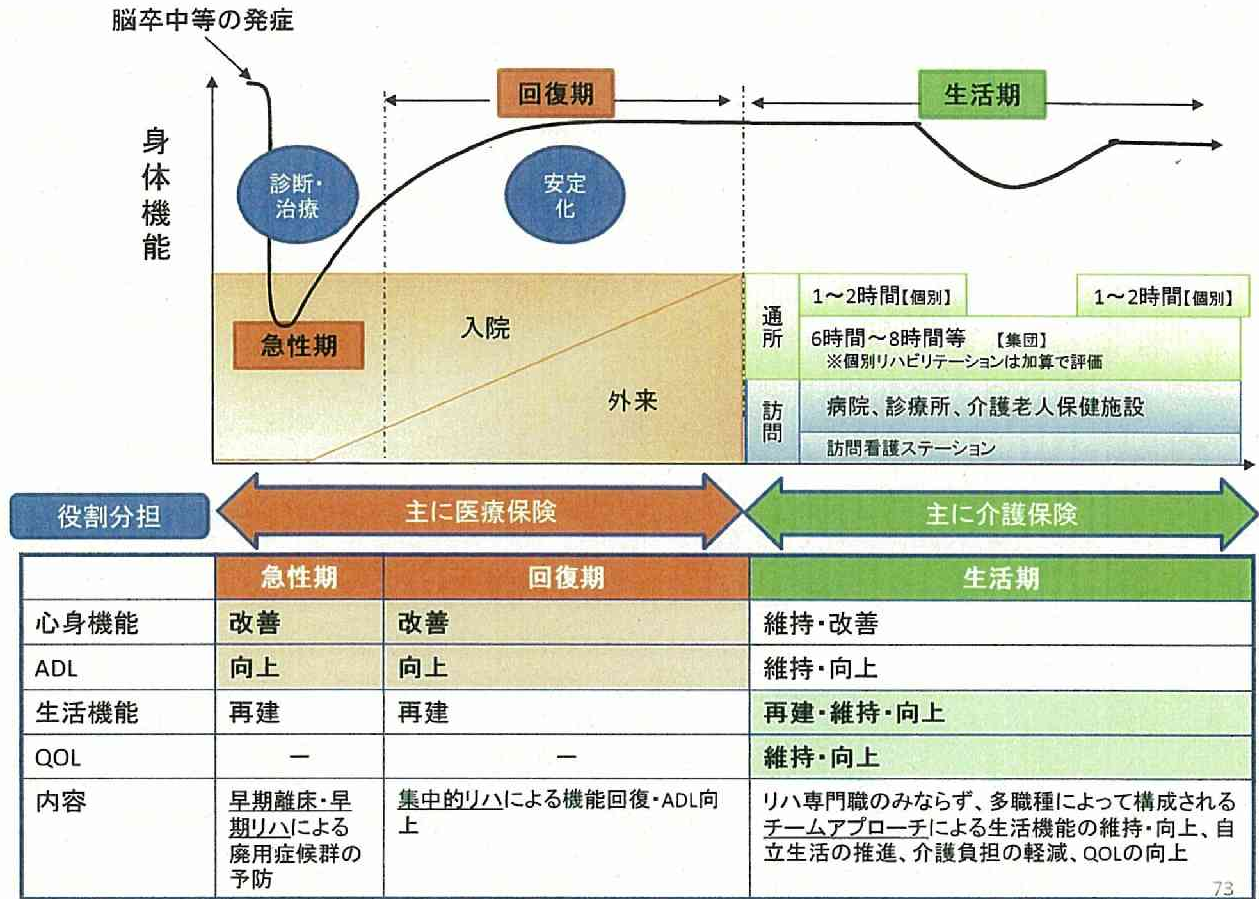 脳卒中等の発症
回復期
生活期
身体機能
診断・
治療
安定
化
急性期
入院
外来
通所
1～2時間【個別】
1～2時間【個別】
6時間～8時間等 【集団】
※個別リハビリテーションは加算で評価
訪問
病院、診療所、介護老人保健施設
訪問看護ステーション
役割分担
主に医療保険
主に介護保険
急性期
回復期
生活期
心身機能
改善
改善
維持・改善
ADL
向上
向上
維持・向上
生活機能
再建
再建
再建・維持・向上
QOL
－
－
維持・向上
内容
早期離床・早
期リハによる
廃用症候群の
予防
集中的リハによる機能回復・ADL向
上
リハ専門職のみならず、多職種によって構成される
チームアプローチによる生活機能の維持・向上、自
立生活の推進、介護負担の軽減、QOLの向上
73